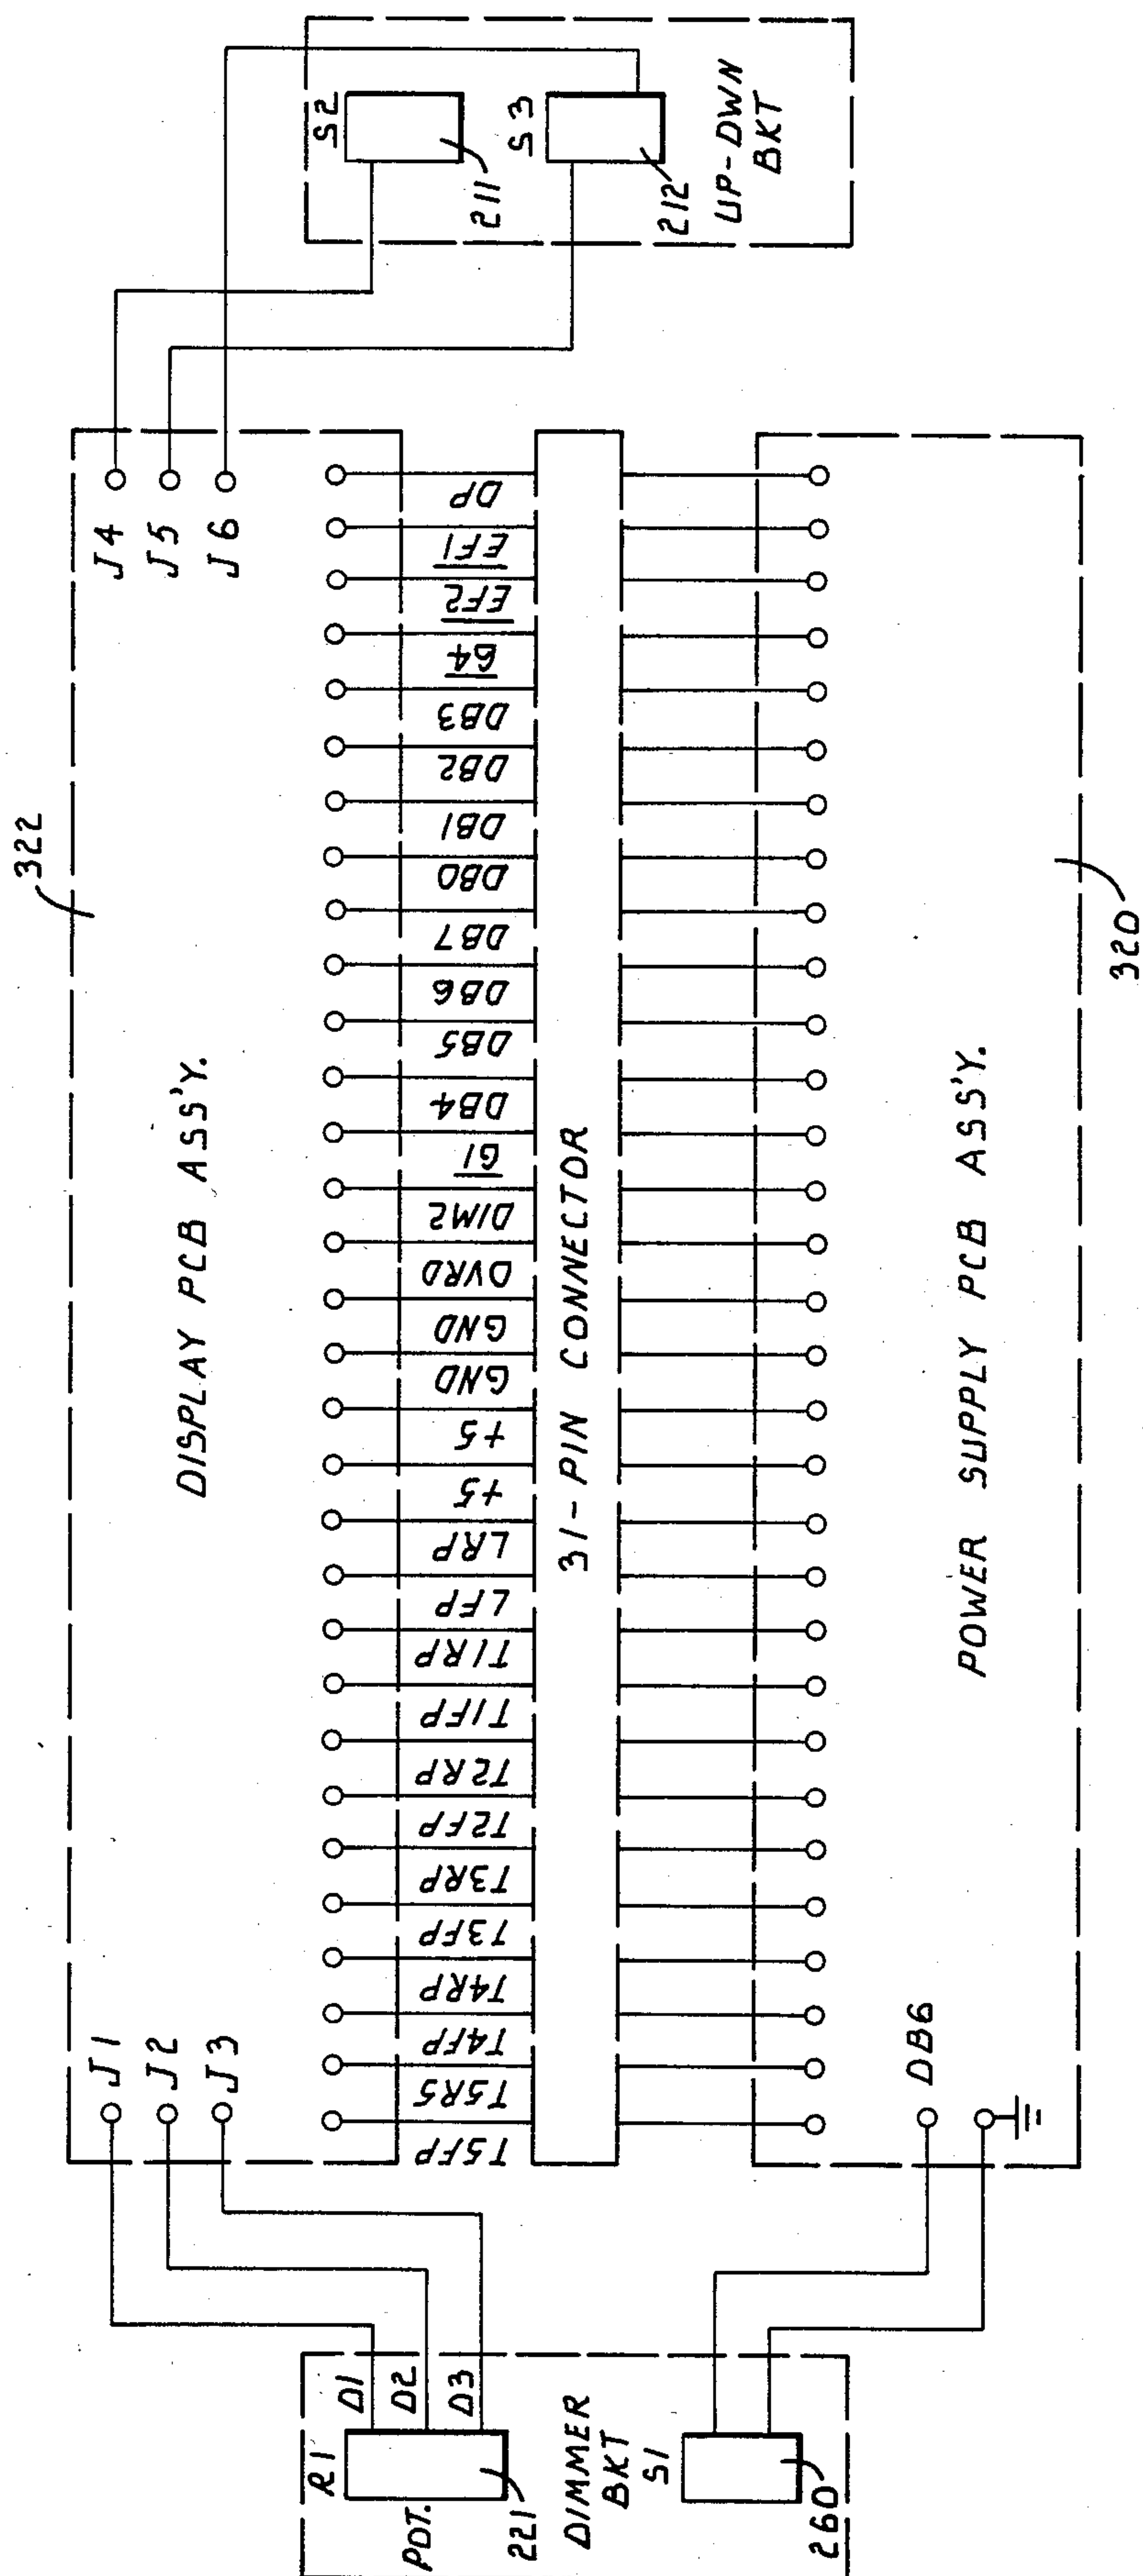 322
DISPLAY PCB ASS'Y.
J1
J2
J3
J4
J5
J6
T5FP
T5R5
T4FP
T4RP
T3FP
T3RP
T2FP
T2RP
T1FP
T1RP
LFP
LRP
+5
+5
GND
GND
DVRD
DIM2
G1
DB4
DB5
DB6
DB7
DB0
DB1
DB2
DB3
G4
EF2
EF1
DP
31-PIN CONNECTOR
POWER SUPPLY PCB ASS'Y.
DB6
320
R1
D1
D2
D3
POT.
221
DIMMER
BKT
S1
260
S2
211
S3
212
UP-DWN
BKT